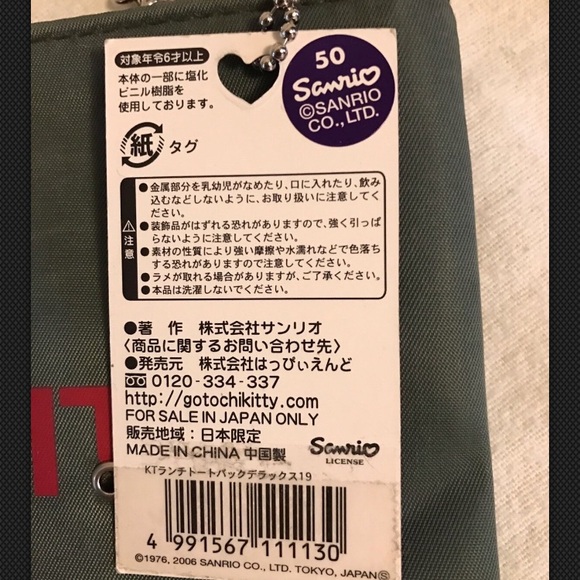 対象年令6才以上
本体の一部に塩化
ビニル樹脂を
使用しております。
50
Sanrio
©SANRIO
CO., LTD.
紙 タグ
⚠注意
●金属部分を乳幼児がなめたり、口に入れたり、飲み
込むなどしないように、お取り扱いに注意してく
ださい。
●装飾品がはずれる恐れがありますので、強く引っぱ
らないように注意してください。
●素材の性質により強い摩擦や水濡れなどで色落ち
する恐れがありますので注意してください。
●ラメが取れる場合がありますが、ご了承ください。
●本品は洗濯しないでください。
●著 作 株式会社サンリオ
〈商品に関するお問い合わせ先〉
●発売元 株式会社はっぴぃえんど
0120-334-337
http://gotochikitty.com/
FOR SALE IN JAPAN ONLY
販売地域：日本限定
MADE IN CHINA 中国製
Sanrio
LICENSE
KTランチトートバックデラックス19
4 991567 111130
©1976, 2006 SANRIO CO., LTD. TOKYO, JAPAN Ⓢ